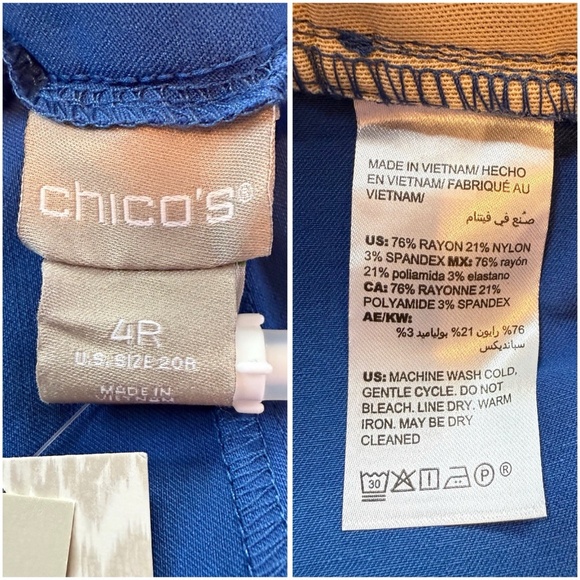 chico's®
4R
U.S. SIZE 20R
MADE IN
VIETNAM
MADE IN VIETNAM/ HECHO
EN VIETNAM/ FABRIQUÉ AU
VIETNAM/
صنع في فيتنام
US: 76% RAYON 21% NYLON
3% SPANDEX MX: 76% rayón
21% poliamida 3% elastano
CA: 76% RAYONNE 21%
POLYAMIDE 3% SPANDEX
AE/KW:
76% رايون 21% بولياميد 3%
سبانديكس
US: MACHINE WASH COLD.
GENTLE CYCLE. DO NOT
BLEACH. LINE DRY. WARM
IRON. MAY BE DRY
CLEANED
30 P ®